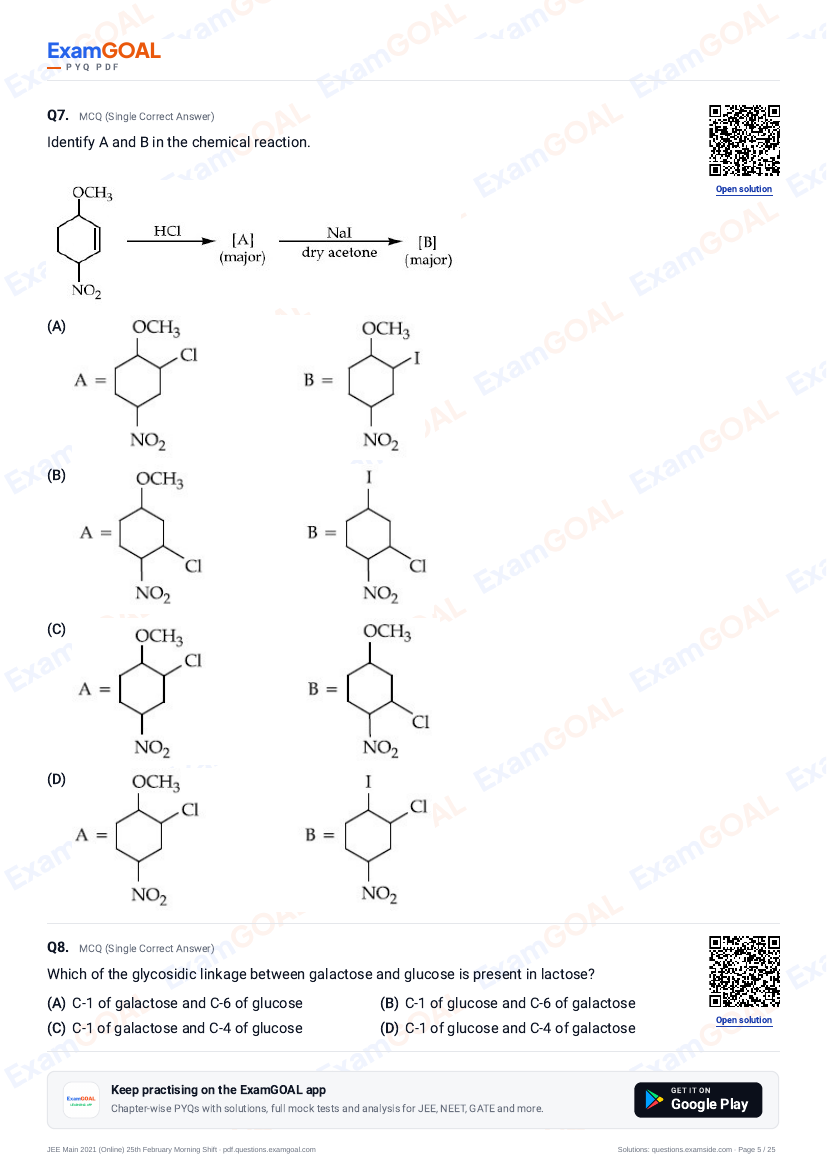 ExamGOAL
PYQ PDF
Q7. MCQ (Single Correct Answer)
Identify A and B in the chemical reaction.
Open solution
OCH3
HCl
[A]
(major)
NaI
dry acetone
[B]
(major)
NO2
(A)
OCH3
Cl
A =
NO2
OCH3
I
B =
NO2
(B)
OCH3
A =
Cl
NO2
I
B =
Cl
NO2
(C)
OCH3
Cl
A =
NO2
OCH3
B =
Cl
NO2
(D)
OCH3
Cl
A =
NO2
I
Cl
B =
NO2
Q8. MCQ (Single Correct Answer)
Which of the glycosidic linkage between galactose and glucose is present in lactose?
(A) C-1 of galactose and C-6 of glucose
(B) C-1 of glucose and C-6 of galactose
(C) C-1 of galactose and C-4 of glucose
(D) C-1 of glucose and C-4 of galactose
Open solution
ExamGOAL
Keep practising on the ExamGOAL app
Chapter-wise PYQs with solutions, full mock tests and analysis for JEE, NEET, GATE and more.
GET IT ON
Google Play
JEE Main 2021 (Online) 25th February Morning Shift · pdf.questions.examgoal.com
Solutions: questions.examside.com · Page 5 / 25